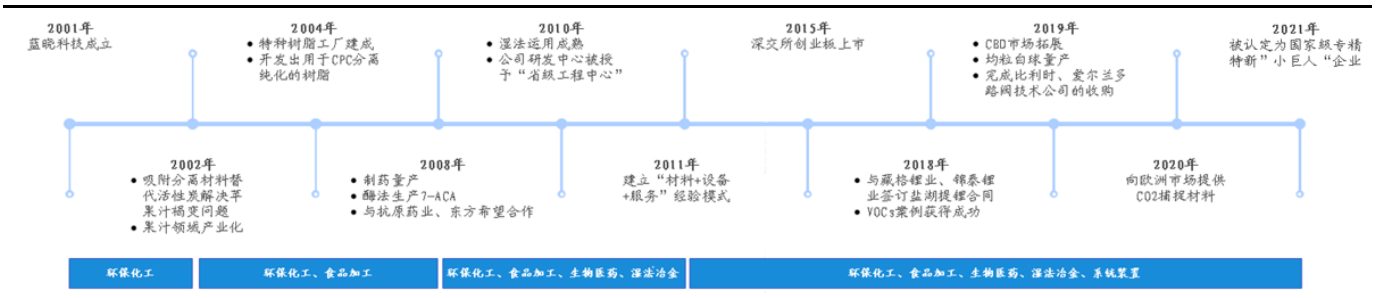 2001年
蓝晓科技成立
2004年
特种树脂工厂建成
开发出用于CPC分离
纯化的树脂
2010年
湿法运用成熟
公司研发中心被授
予“省级工程中心”
2015年
深交所创业板上市
2019年
CBD市场拓展
均粒白球量产
完成比利时、爱尔兰多
路阀技术公司的收购
2021年
被认定为国家级专精
特新”小巨人“企业
2002年
吸附分离材料替
代活性炭解决苹
果汁褐变问题
果汁领域产业化
2008年
制药量产
酶法生产7-ACA
与抗原药业、东方希望合作
2011年
建立“材料+设备
+服务”经验模式
2018年
与藏格锂业、锦泰锂
业签订盐湖提锂合同
VOCs案例获得成功
2020年
向欧洲市场提供
CO2捕捉材料
环保化工
环保化工、食品加工
环保化工、食品加工、生物医药、湿法冶金
环保化工、食品加工、生物医药、湿法冶金、系统装置